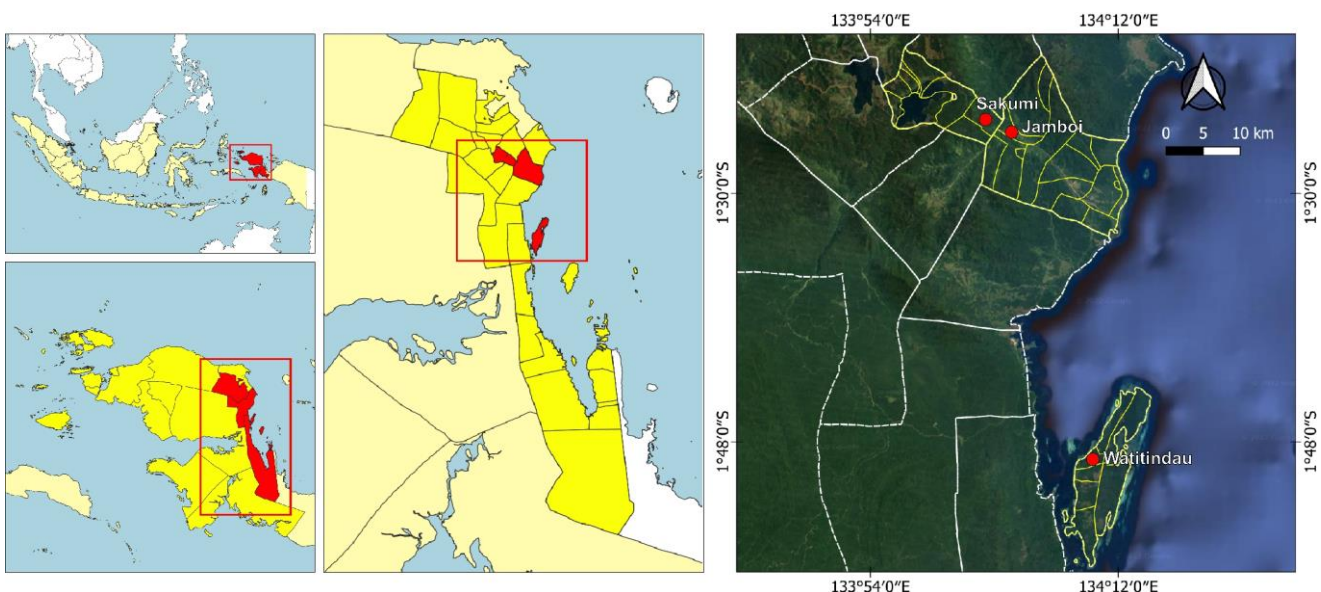 133°54′0″E
134°12′0″E
Sakumi
Jamboi
0 5 10 km
1°30′0″S
1°30′0″S
1°48′0″S
1°48′0″S
Watitindau
133°54′0″E
134°12′0″E